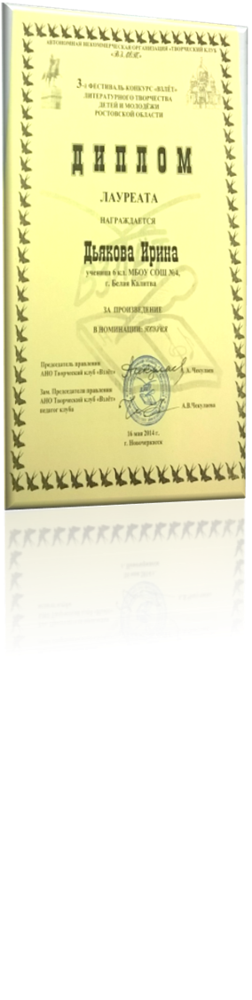 «АВТОНОМНАЯ НЕКОММЕРЧЕСКАЯ ОРГАНИЗАЦИЯ «ТВОРЧЕСКИЙ КЛУБ
«ВЗЛЁТ»
3-й ФЕСТИВАЛЬ-КОНКУРС «ВЗЛЁТ»
ЛИТЕРАТУРНОГО ТВОРЧЕСТВА
ДЕТЕЙ И МОЛОДЁЖИ
РОСТОВСКОЙ ОБЛАСТИ
ДИПЛОМ
ЛАУРЕАТА
НАГРАЖДАЕТСЯ
Дьякова Ирина
ученица 6 кл. МБОУ СОШ №4,
г. Белая Калитва
ЗА ПРОИЗВЕДЕНИЕ
В НОМИНАЦИИ:
Председатель правления
АНО Творческий клуб «Взлёт» А. Чекулаев
Зам. Председателя правления
АНО Творческий клуб «Взлёт»
педагог клуба А.В.Чекулаева
16 мая 2014 г.
г. Новочеркасск